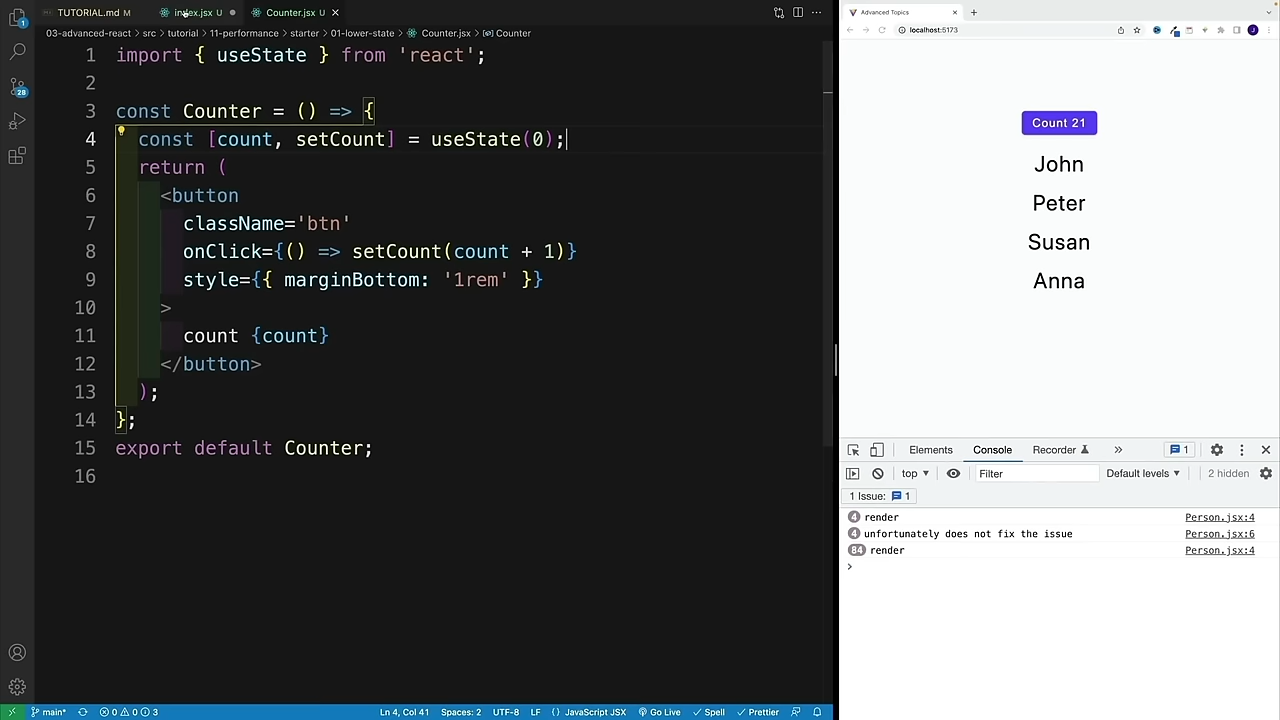 TUTORIAL.md M index.jsx U Counter.jsx U
03-advanced-react > src > tutorial > 11-performance > starter > 01-lower-state > Counter.jsx > Counter
1 import { useState } from 'react';
2
3 const Counter = () => {
4 const [count, setCount] = useState(0);
5 return (
6 <button
7 className='btn'
8 onClick={() => setCount(count + 1)}
9 style={{ marginBottom: '1rem' }}
10 >
11 count {count}
12 </button>
13 );
14 };
15 export default Counter;
16
1
28
main* 0 0 3 Ln 4, Col 41 Spaces: 2 UTF-8 LF {} JavaScript JSX Go Live Spell Prettier
Advanced Topics
localhost:5173
J
Count 21
John
Peter
Susan
Anna
Elements Console Recorder 1
top Filter Default levels 2 hidden
1 Issue: 1
4 render Person.jsx:4
4 unfortunately does not fix the issue Person.jsx:6
84 render Person.jsx:4